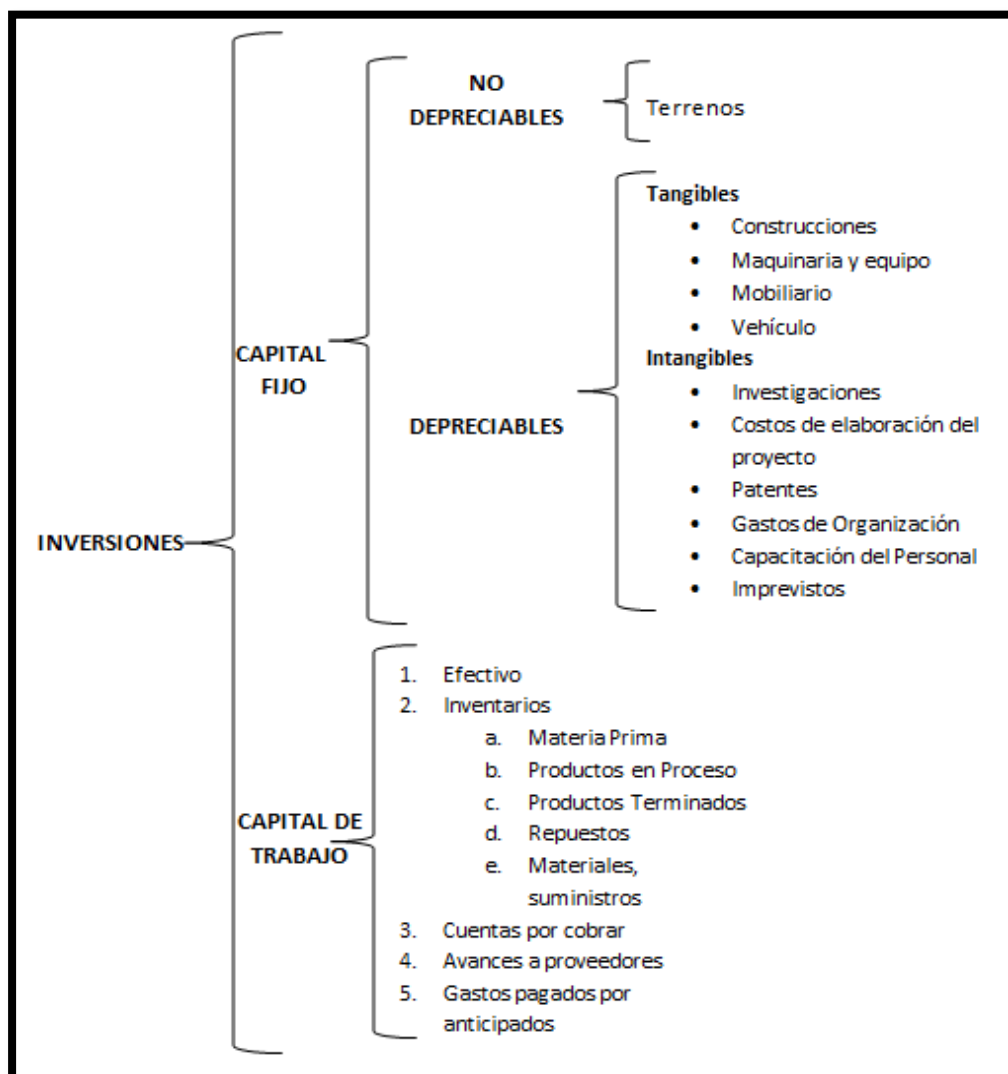 INVERSIONES
CAPITAL
FIJO
NO
DEPRECIABLES
Terrenos
DEPRECIABLES
Tangibles
• Construcciones
• Maquinaria y equipo
• Mobiliario
• Vehículo
Intangibles
• Investigaciones
• Costos de elaboración del
proyecto
• Patentes
• Gastos de Organización
• Capacitación del Personal
• Imprevistos
CAPITAL DE
TRABAJO
1. Efectivo
2. Inventarios
a. Materia Prima
b. Productos en Proceso
c. Productos Terminados
d. Repuestos
e. Materiales,
suministros
3. Cuentas por cobrar
4. Avances a proveedores
5. Gastos pagados por
anticipados